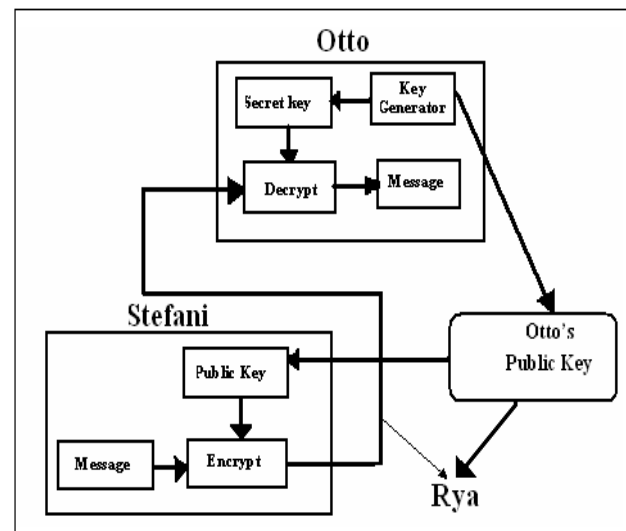 Otto
Secret key
Key
Generator
Decrypt
Message
Stefani
Otto's
Public Key
Public Key
Message
Encrypt
Rya